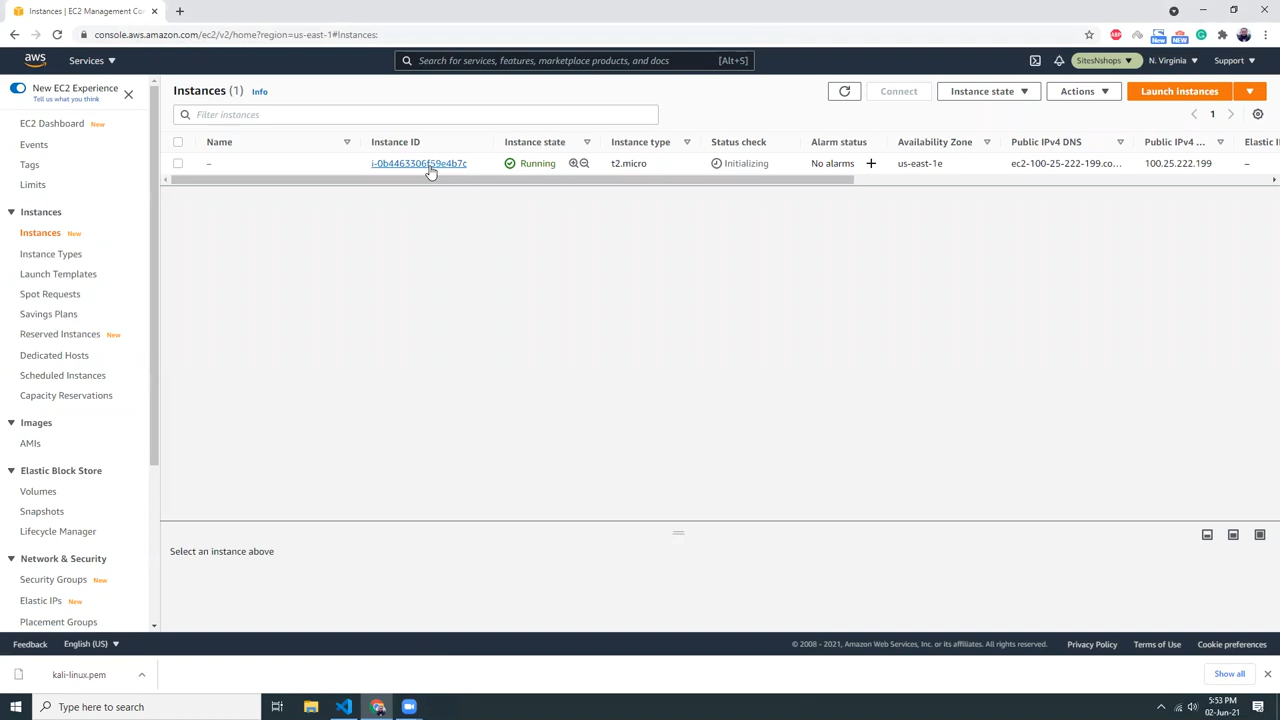 Instances | EC2 Management Co
console.aws.amazon.com/ec2/v2/home?region=us-east-1#Instances:
ABP
New
NEW
aws
Services
Search for services, features, marketplace products, and docs
[Alt+S]
SitesNshops
N. Virginia
Support
New EC2 Experience
Tell us what you think
EC2 Dashboard
New
Events
Tags
Limits
Instances
Instances
New
Instance Types
Launch Templates
Spot Requests
Savings Plans
Reserved Instances
New
Dedicated Hosts
Scheduled Instances
Capacity Reservations
Images
AMIs
Elastic Block Store
Volumes
Snapshots
Lifecycle Manager
Network & Security
Security Groups
New
Elastic IPs
New
Placement Groups
Instances (1)
Info
Connect
Instance state
Actions
Launch instances
Filter instances
1
Name
Instance ID
Instance state
Instance type
Status check
Alarm status
Availability Zone
Public IPv4 DNS
Public IPv4 ...
Elastic I
–
i-0b4463306f59e4b7c
Running
t2.micro
Initializing
No alarms
us-east-1e
ec2-100-25-222-199.co...
100.25.222.199
–
Select an instance above
Feedback
English (US)
© 2008 - 2021, Amazon Web Services, Inc. or its affiliates. All rights reserved.
Privacy Policy
Terms of Use
Cookie preferences
kali-linux.pem
Show all
Type here to search
5:53 PM
02-Jun-21